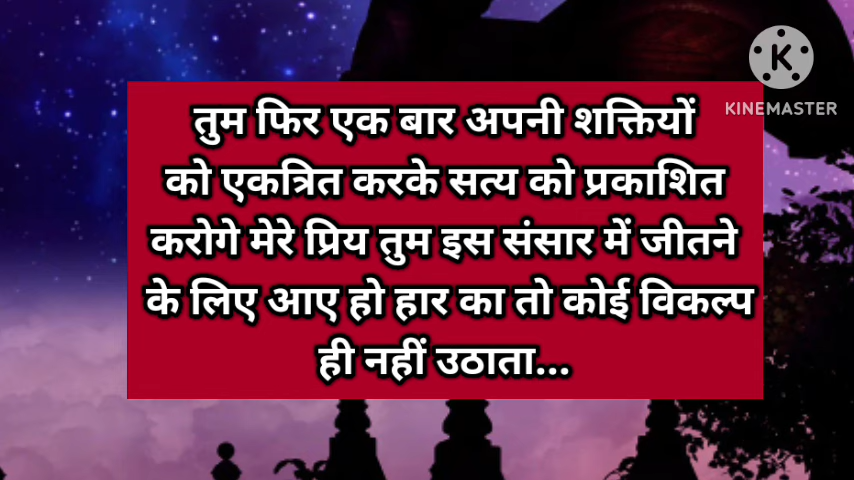 KINEMASTER
तुम फिर एक बार अपनी शक्तियों
को एकत्रित करके सत्य को प्रकाशित
करोगे मेरे प्रिय तुम इस संसार में जीतने
के लिए आए हो हार का तो कोई विकल्प
ही नहीं उठाता...